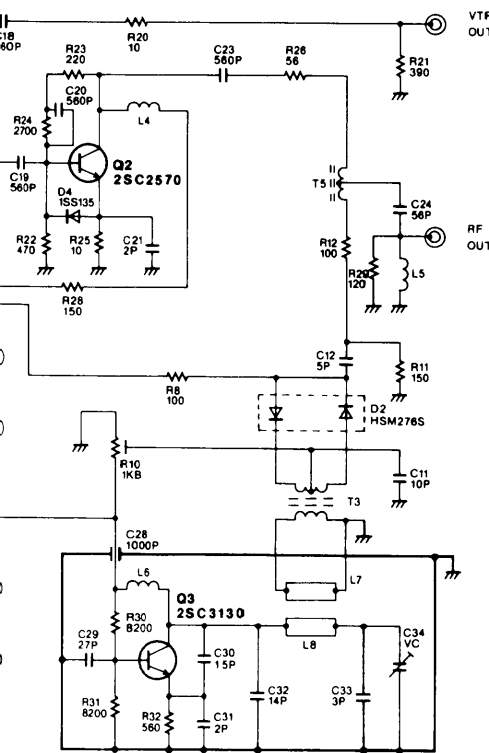 C18
R20
10
VTR
OUT
R23
220
C23
560P
R26
56
R21
390
C20
560P
R24
2700
L4
Q2
2SC2570
C19
560P
D4
1SS135
T5
C24
56P
R22
470
R25
10
C21
2P
R12
100
RF
OUT
R29
120
L5
R28
150
C12
5P
R11
150
R8
100
D2
HSM276S
R10
1KB
C11
10P
T3
C28
1000P
L6
L7
Q3
2SC3130
R30
8200
C29
27P
C30
15P
L8
C34
VC
C32
14P
C33
3P
R31
8200
R32
560
C31
2P